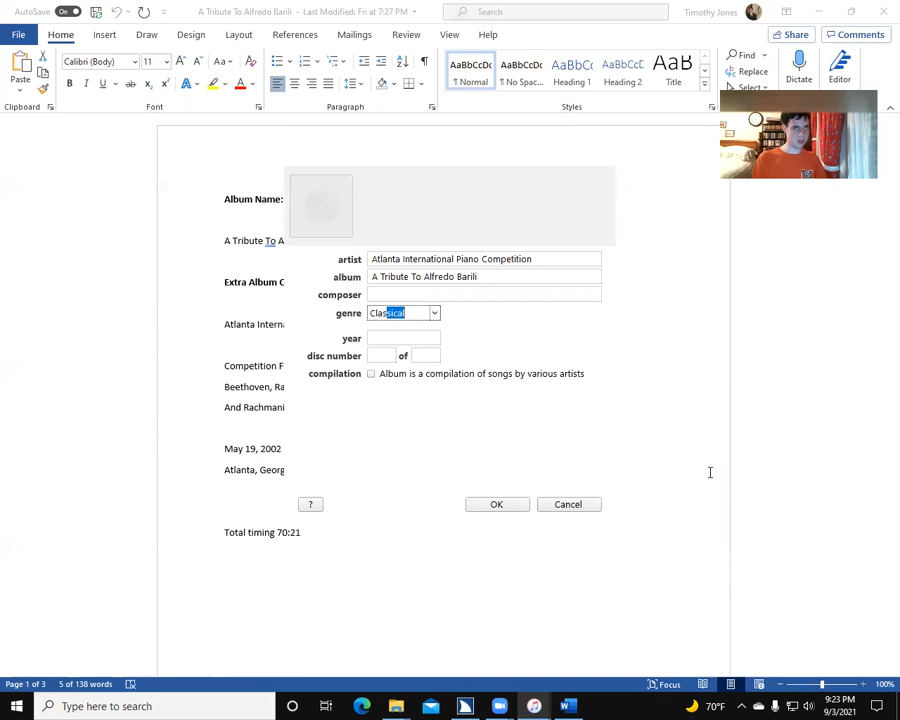 AutoSave On A Tribute To Alfredo Barili - Last Modified: Fri at 7:27 PM Search Timothy Jones
File Home Insert Draw Design Layout References Mailings Review View Help Share Comments
Calibri (Body) 11 Aa AaBbCcDc AaBbCcDc AaBbCc AaBbCcC AaB Find
Replace
Paste B I U ab x₂ x² A A ¶ Normal ¶ No Spac... Heading 1 Heading 2 Title Select Dictate Editor
Clipboard Font Paragraph Styles
Album Name:
A Tribute To A
artist Atlanta International Piano Competition
album A Tribute To Alfredo Barili
Extra Album C
composer
genre Classical
Atlanta Intern
year
disc number of
Competition F
compilation Album is a compilation of songs by various artists
Beethoven, Ra
And Rachmani
May 19, 2002
Atlanta, Georg
? OK Cancel
Total timing 70:21
Page 1 of 3 5 of 138 words Focus 100%
Type here to search 70°F 9:23 PM
9/3/2021